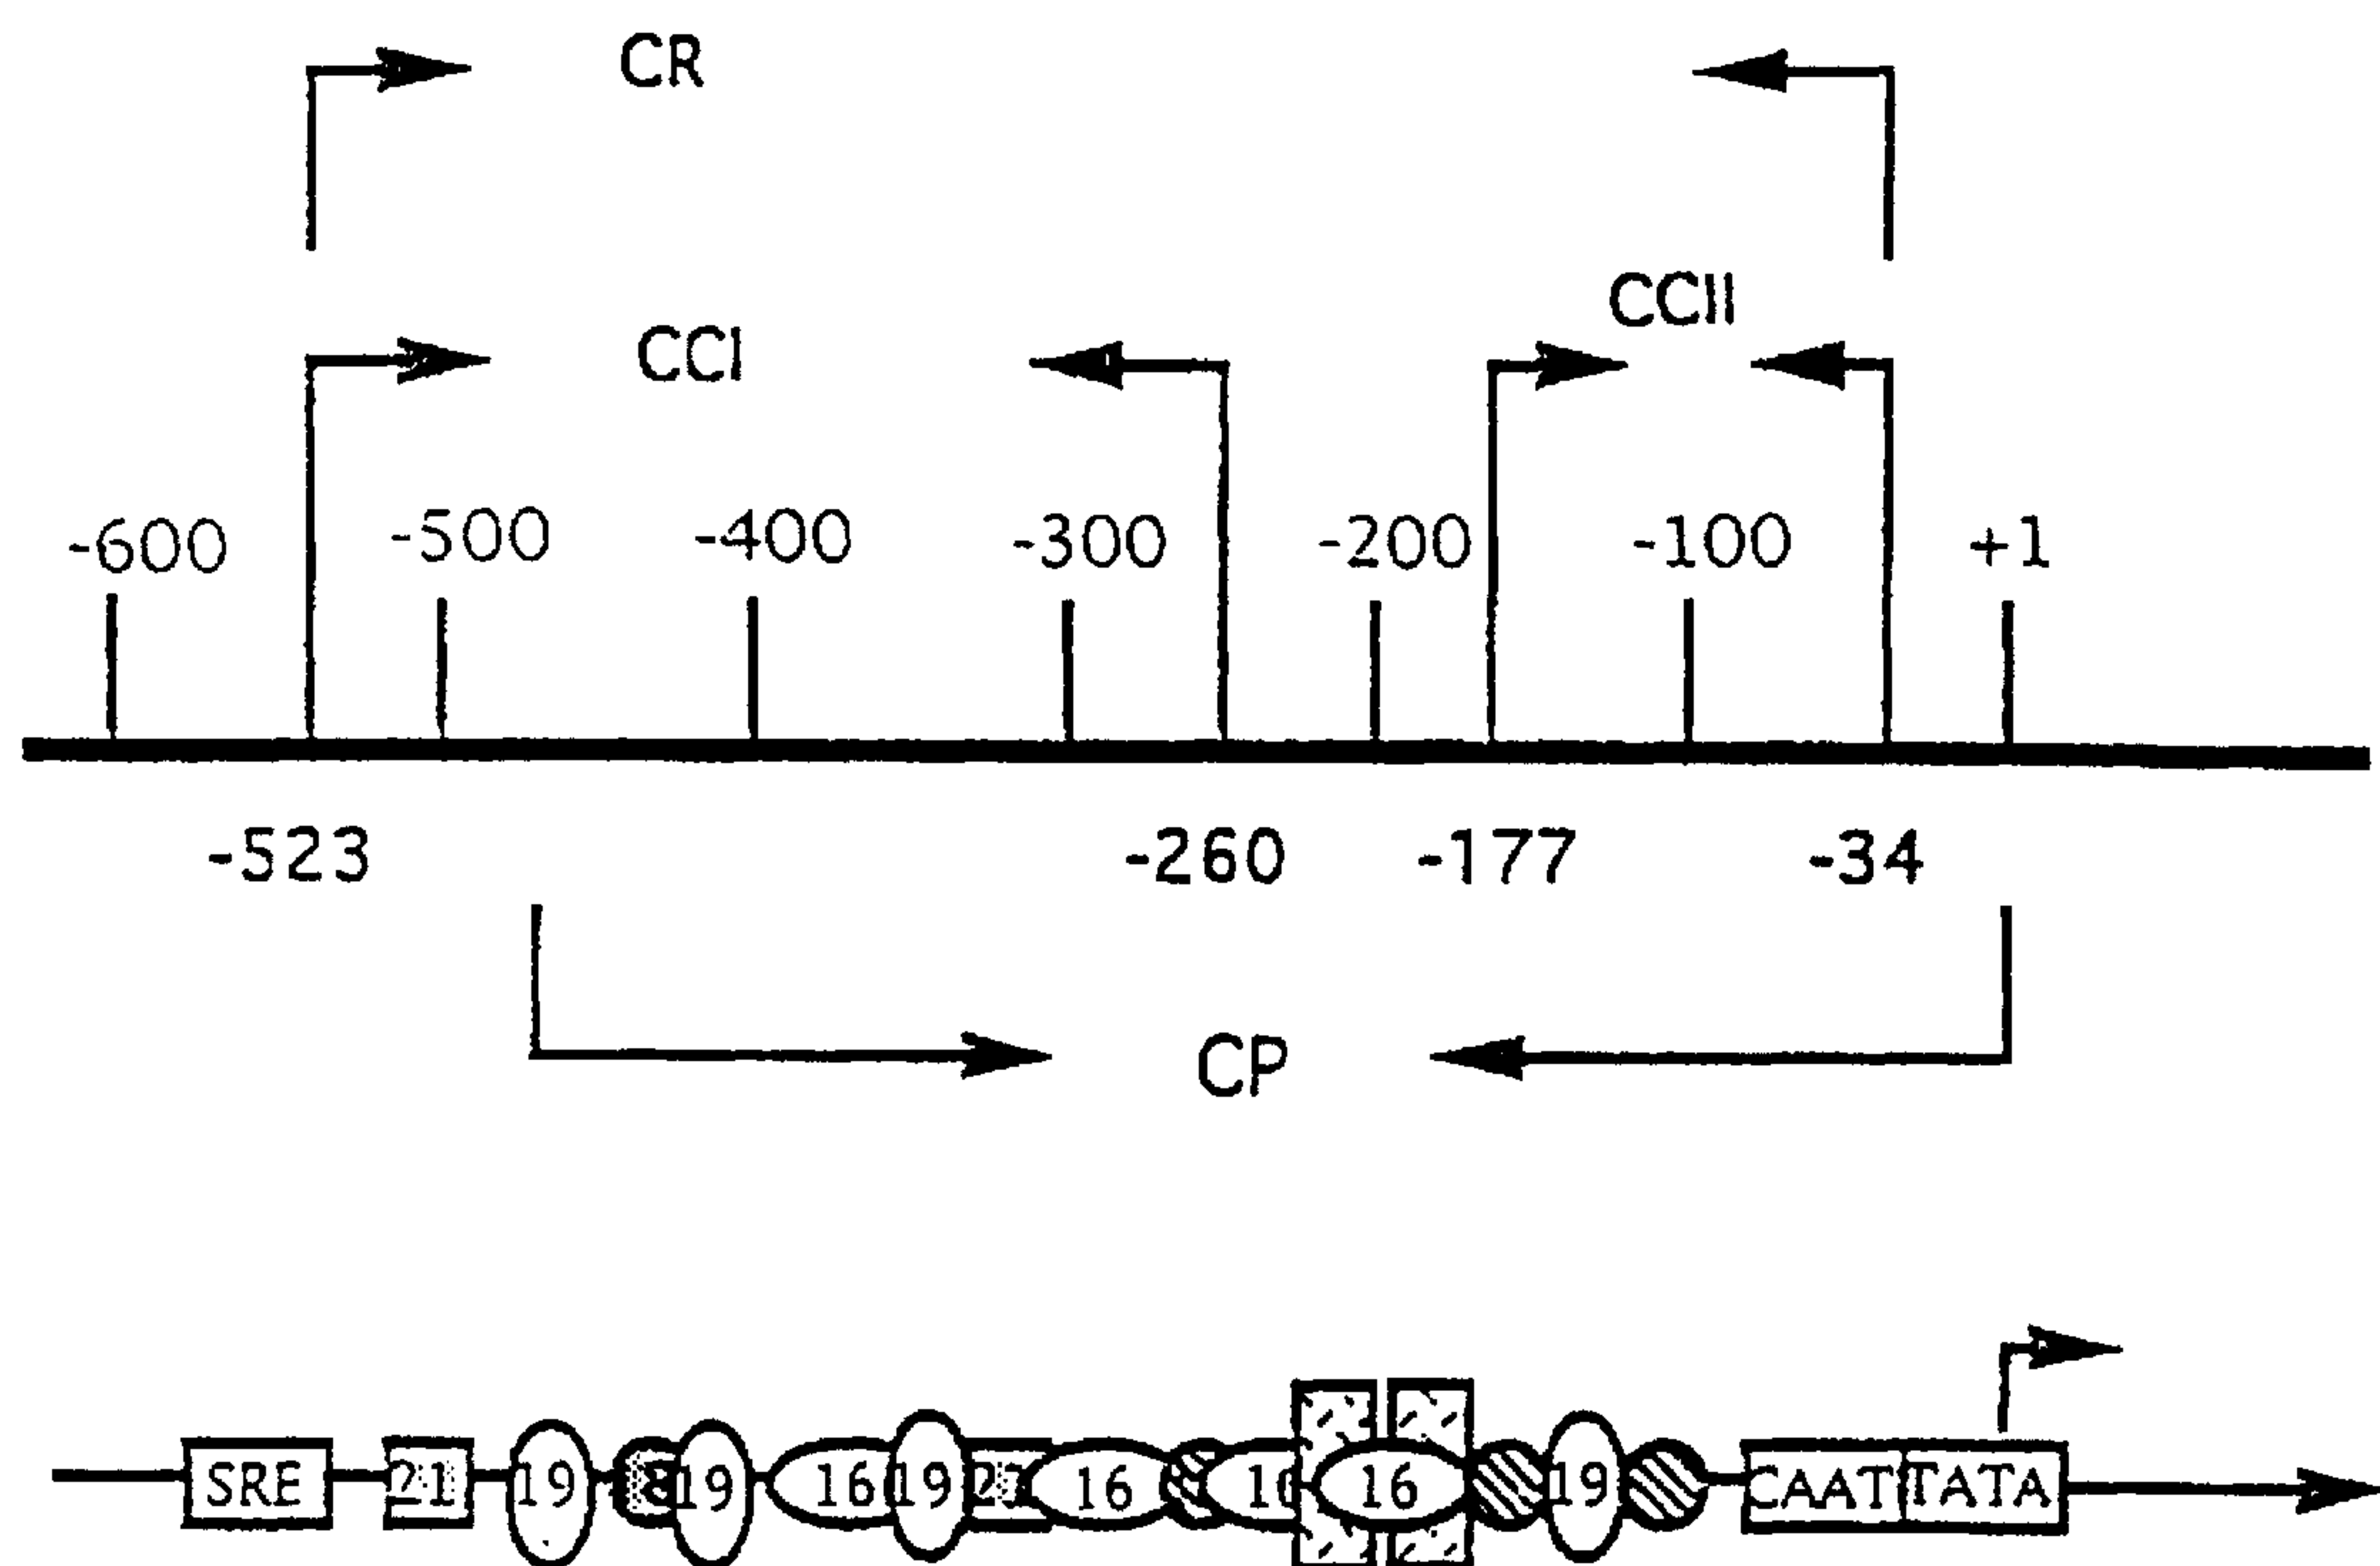 CR
CCII
CCI
-600 -500 -400 -300 -200 -100 +1
-523 -260 -177 -34
CP
SRE 21 19 19 16 19 16 16 19 CAAT TATA